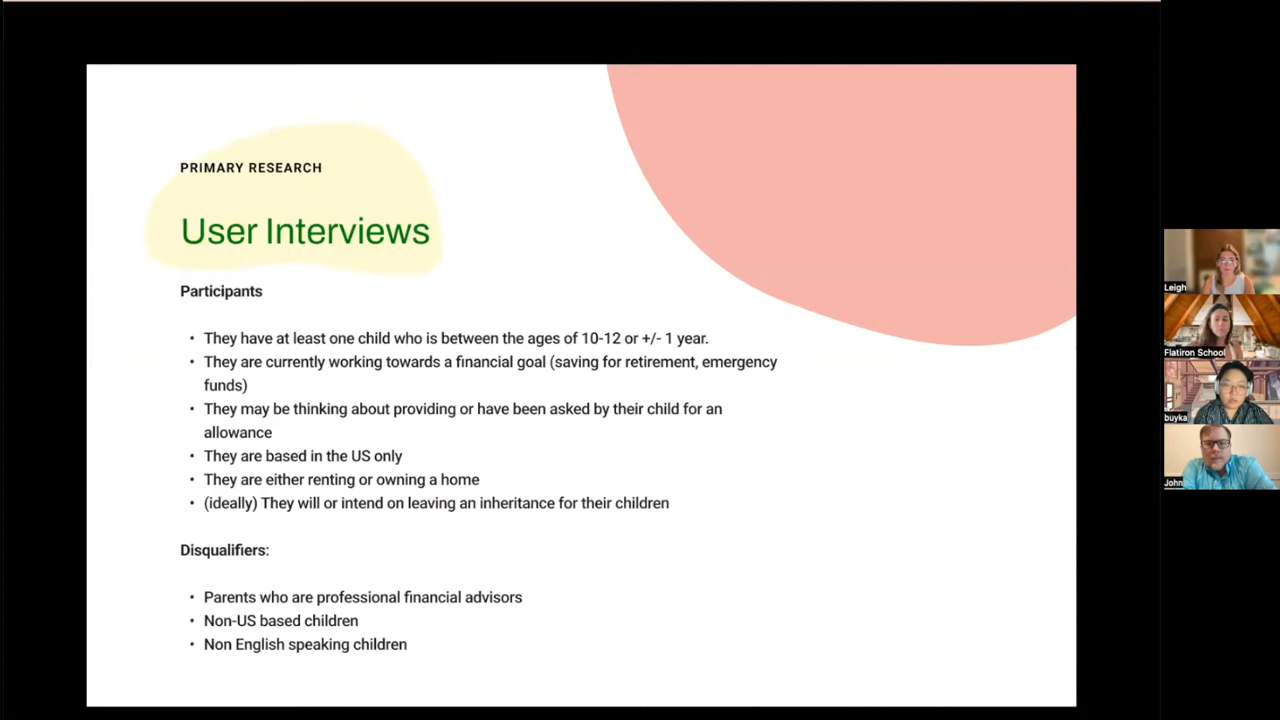 PRIMARY RESEARCH
User Interviews
Participants
• They have at least one child who is between the ages of 10-12 or +/- 1 year.
• They are currently working towards a financial goal (saving for retirement, emergency
funds)
• They may be thinking about providing or have been asked by their child for an
allowance
• They are based in the US only
• They are either renting or owning a home
• (ideally) They will or intend on leaving an inheritance for their children
Disqualifiers:
• Parents who are professional financial advisors
• Non-US based children
• Non English speaking children
Leigh
Flatiron School
buyka
John